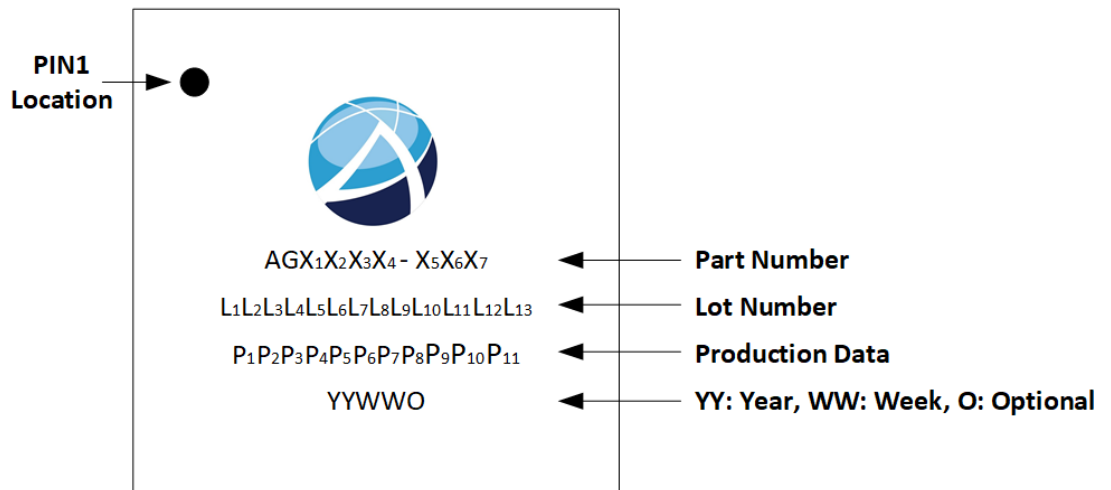 PIN1
Location
AGX₁X₂X₃X₄ - X₅X₆X₇
Part Number
L₁L₂L₃L₄L₅L₆L₇L₈L₉L₁₀L₁₁L₁₂L₁₃
Lot Number
P₁P₂P₃P₄P₅P₆P₇P₈P₉P₁₀P₁₁
Production Data
YYWWO
YY: Year, WW: Week, O: Optional